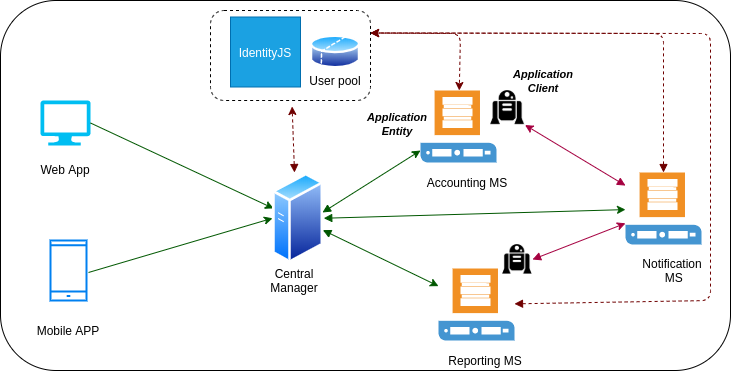 IdentityJS
User pool
Application
Client
Application
Entity
Web App
Accounting MS
Central
Manager
Notification
MS
Mobile APP
Reporting MS